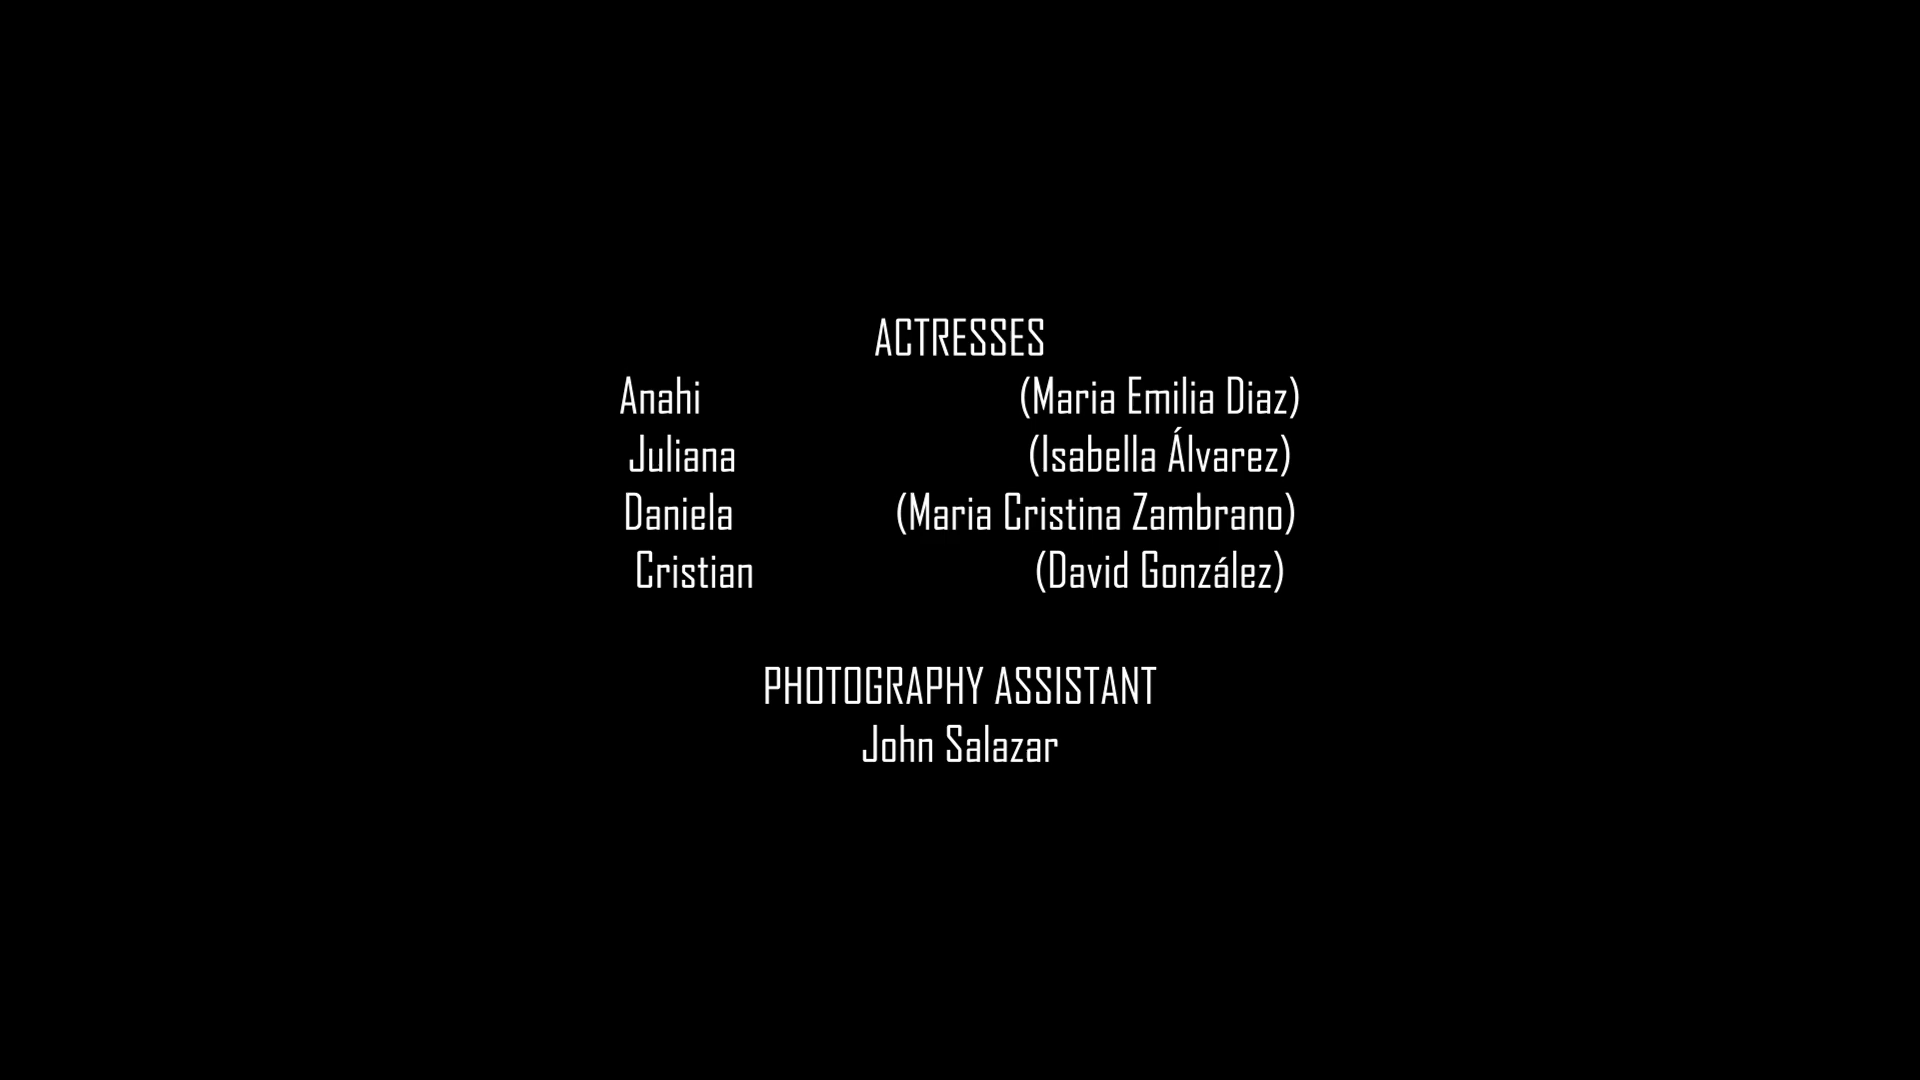 ACTRESSES
Anahi (Maria Emilia Diaz)
Juliana (Isabella Álvarez)
Daniela (Maria Cristina Zambrano)
Cristian (David González)
PHOTOGRAPHY ASSISTANT
John Salazar